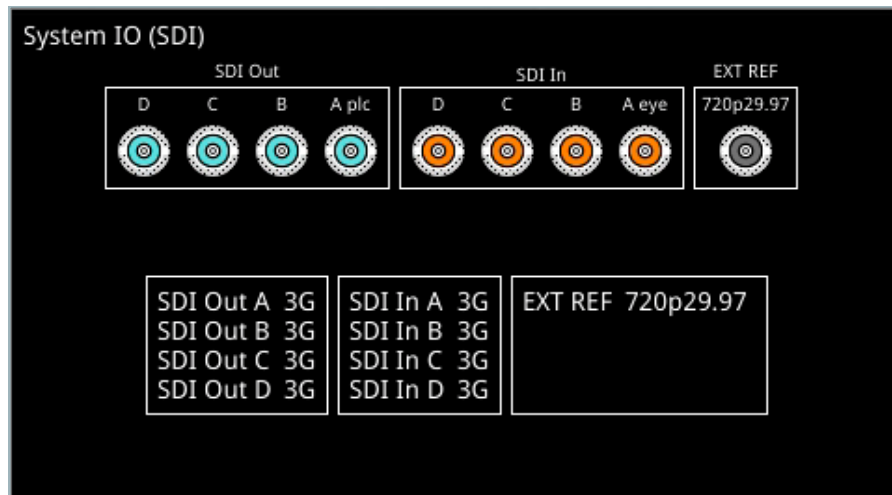 System IO (SDI)
SDI Out
SDI In
EXT REF
D C B A plc
D C B A eye
720p29.97
SDI Out A 3G
SDI Out B 3G
SDI Out C 3G
SDI Out D 3G
SDI In A 3G
SDI In B 3G
SDI In C 3G
SDI In D 3G
EXT REF 720p29.97